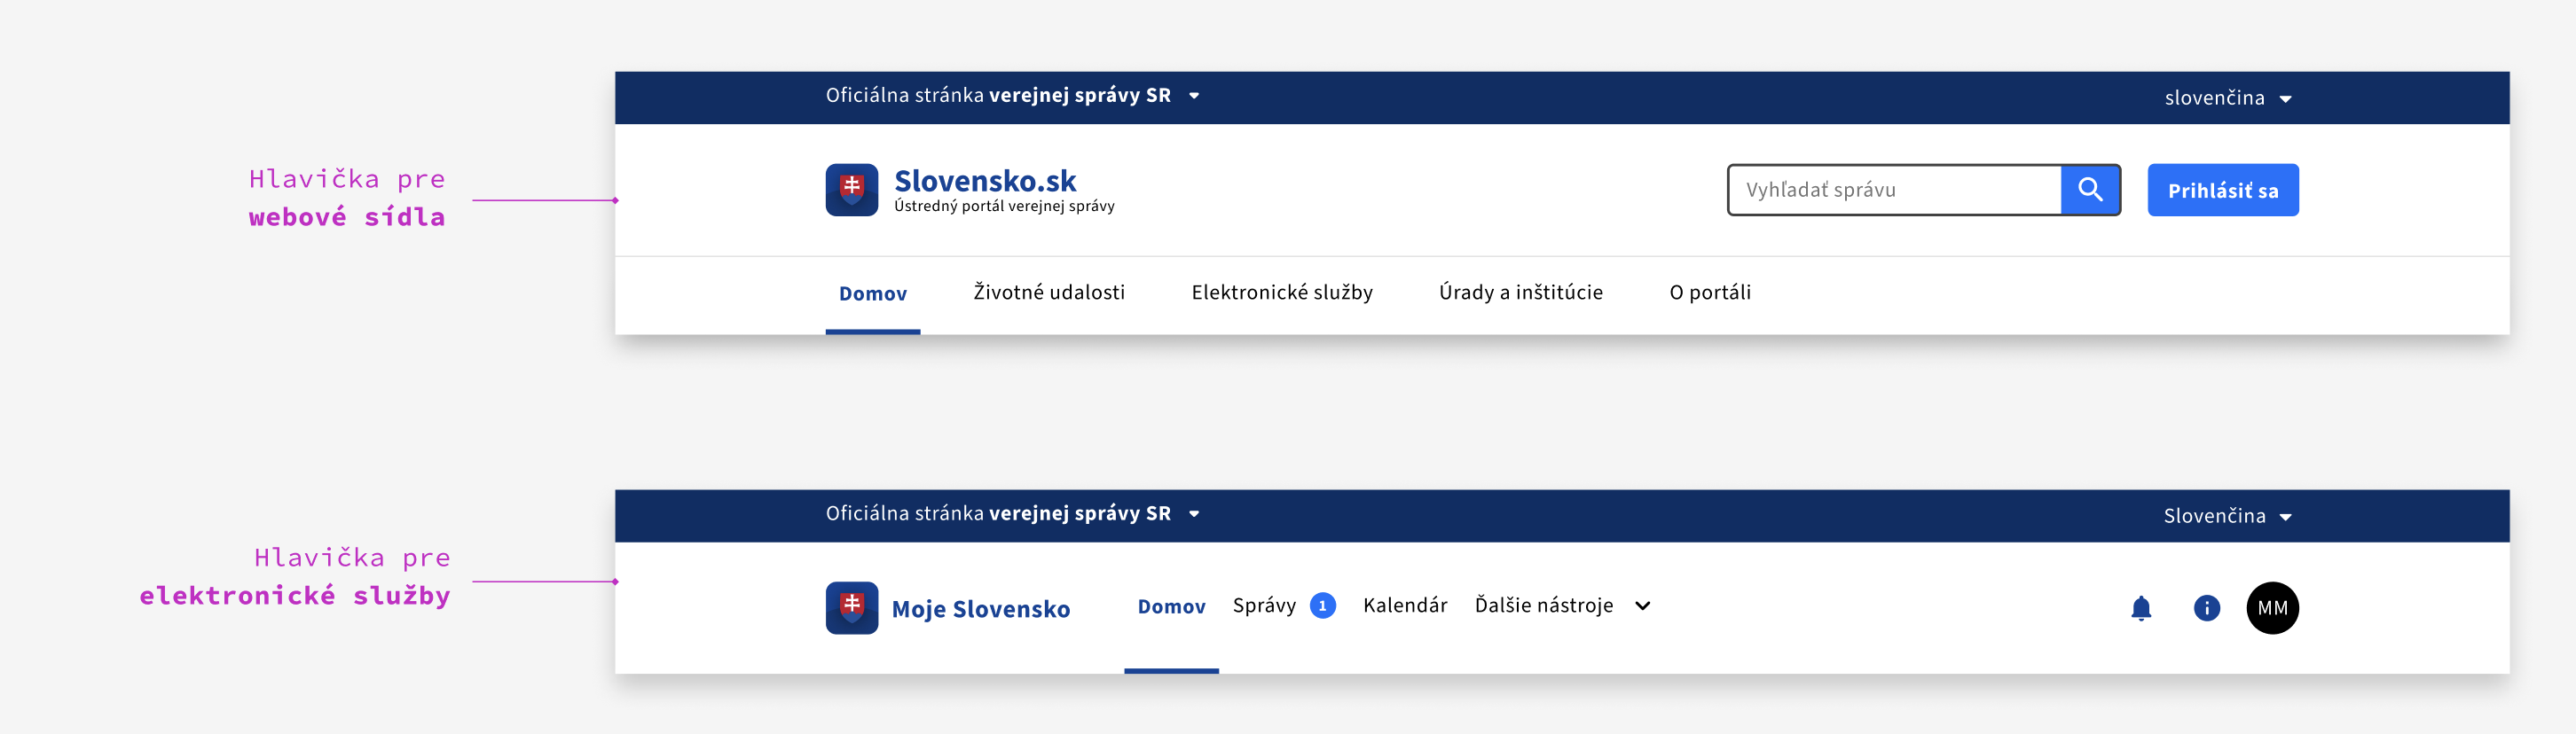 Hlavička pre
webové sídla
Oficiálna stránka verejnej správy SR
slovenčina
Slovensko.sk
Ústredný portál verejnej správy
Vyhľadať správu
Prihlásiť sa
Domov Životné udalosti Elektronické služby Úrady a inštitúcie O portáli
Hlavička pre
elektronické služby
Oficiálna stránka verejnej správy SR
Slovenčina
Moje Slovensko
Domov Správy 1 Kalendár Ďalšie nástroje
MM